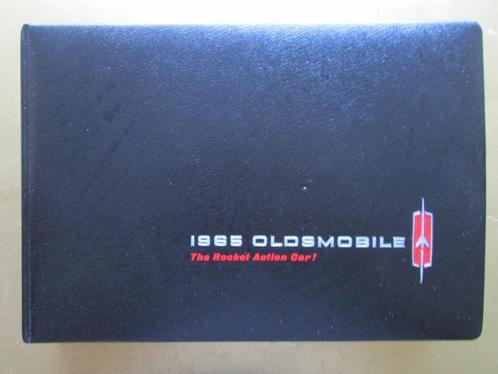 1965 OLDSMOBILE
The Rocket Action Car!